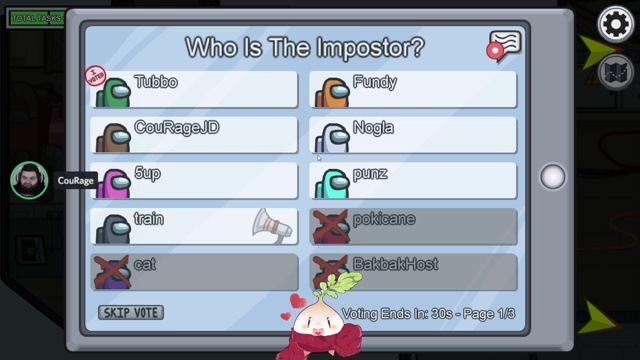 TOTAL TASKS
Who Is The Impostor?
I VOTED
Tubbo
Fundy
CouRageJD
Nogla
CouRage
5up
punz
train
pokicane
cat
BakbakHost
SKIP VOTE
Voting Ends In: 30s - Page 1/3